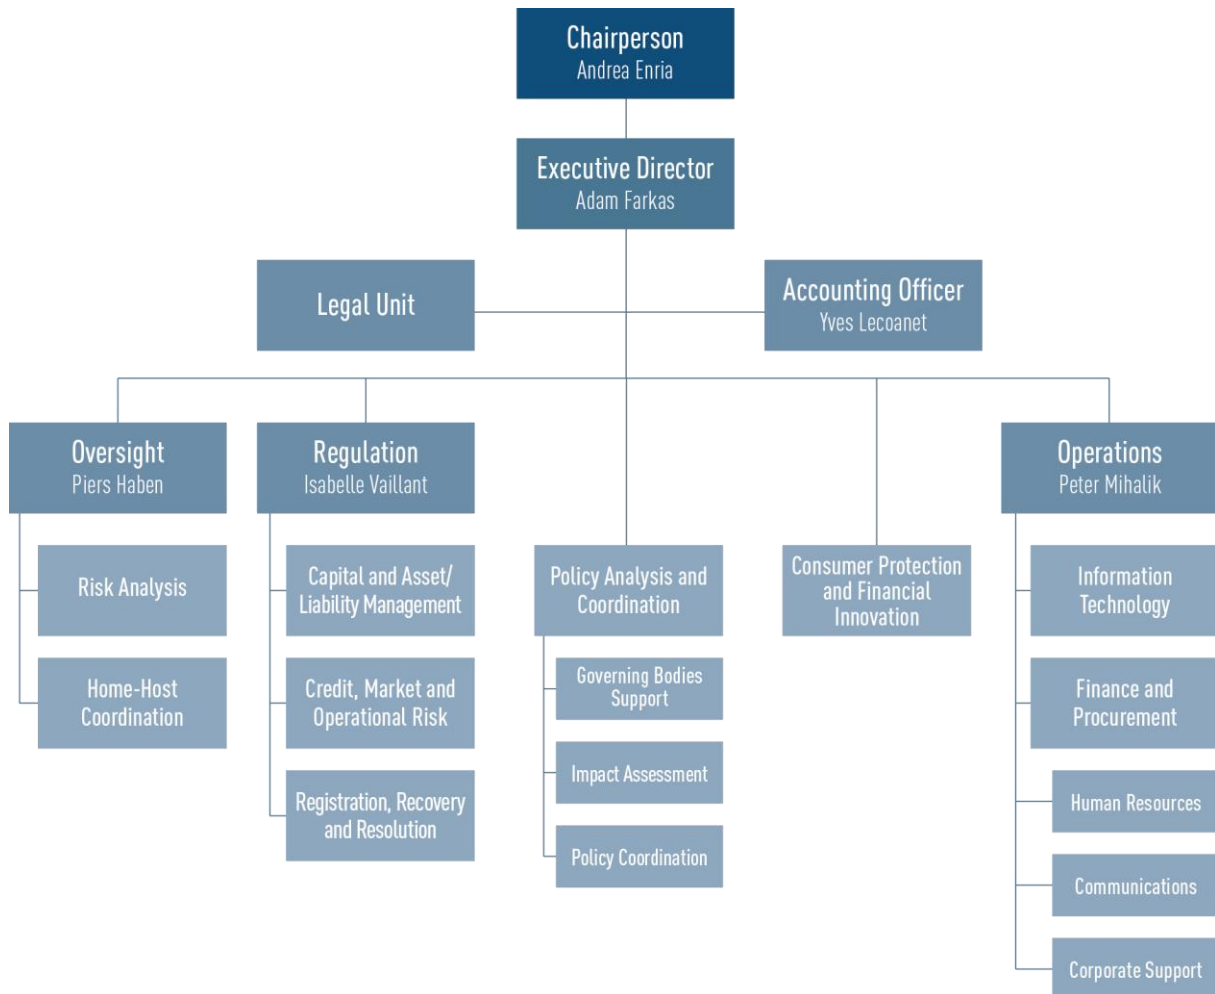 Chairperson
Andrea Enria
Executive Director
Adam Farkas
Legal Unit
Accounting Officer
Yves Lecoanet
Oversight
Piers Haben
Risk Analysis
Home-Host
Coordination
Regulation
Isabelle Vaillant
Capital and Asset/
Liability Management
Credit, Market and
Operational Risk
Registration, Recovery
and Resolution
Policy Analysis and
Coordination
Governing Bodies
Support
Impact Assessment
Policy Coordination
Consumer Protection
and Financial
Innovation
Operations
Peter Mihalik
Information
Technology
Finance and
Procurement
Human Resources
Communications
Corporate Support